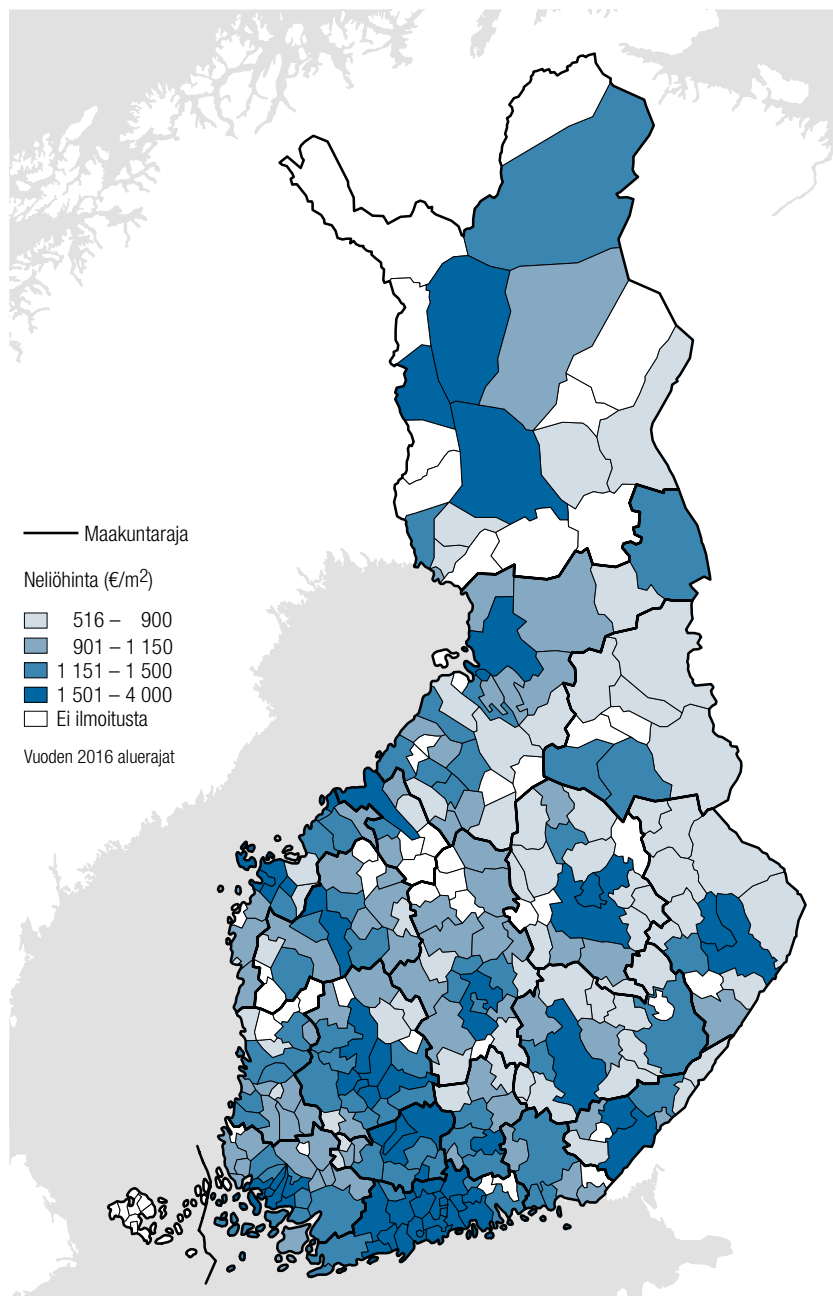 Maakuntaraja
Neliöhinta (€/m²)
516 – 900
901 – 1 150
1 151 – 1 500
1 501 – 4 000
Ei ilmoitusta
Vuoden 2016 aluerajat